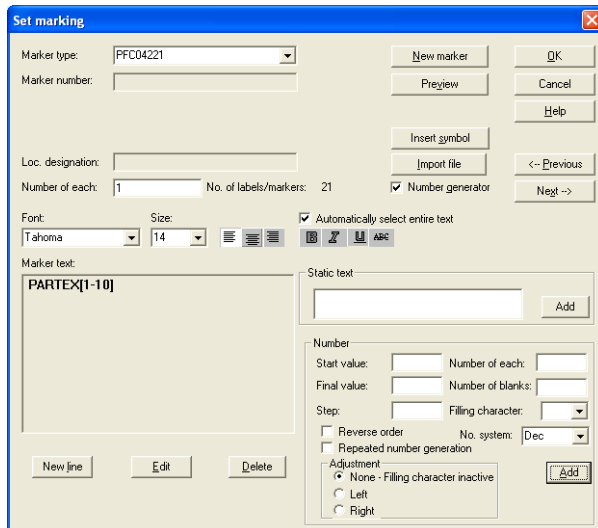 Set marking
Marker type: PFC04221 New marker OK
Marker number: Preview Cancel
Help
Insert symbol
Loc. designation: Import file <-- Previous
Number of each: 1 No. of labels/markers: 21 Number generator Next -->
Font: Size: Automatically select entire text
Tahoma 14 B I U ABC
Marker text:
PARTEX[1-10]
Static text
Add
Number
Start value: Number of each:
Final value: Number of blanks:
Step: Filling character:
Reverse order No. system: Dec
Repeated number generation
New line Edit Delete Add
Adjustment
None - Filling character inactive
Left
Right